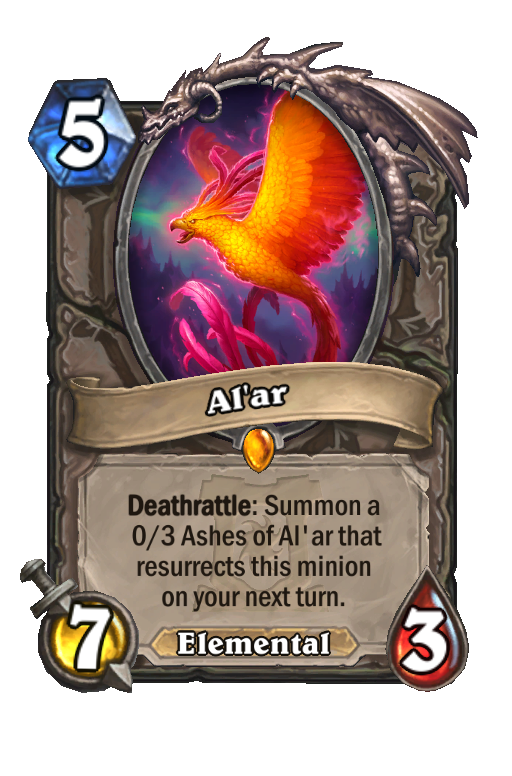 5
Al'ar
Deathrattle: Summon a
0/3 Ashes of Al'ar that
resurrects this minion
on your next turn.
7
Elemental
3